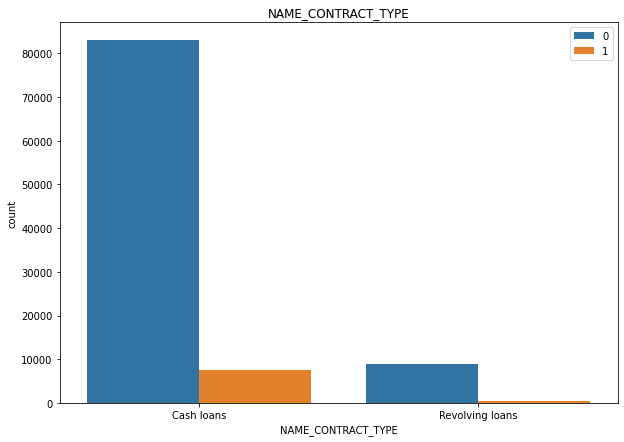 NAME_CONTRACT_TYPE
0
1
80000
70000
60000
50000
40000
30000
20000
10000
0
count
Cash loans
Revolving loans
NAME_CONTRACT_TYPE